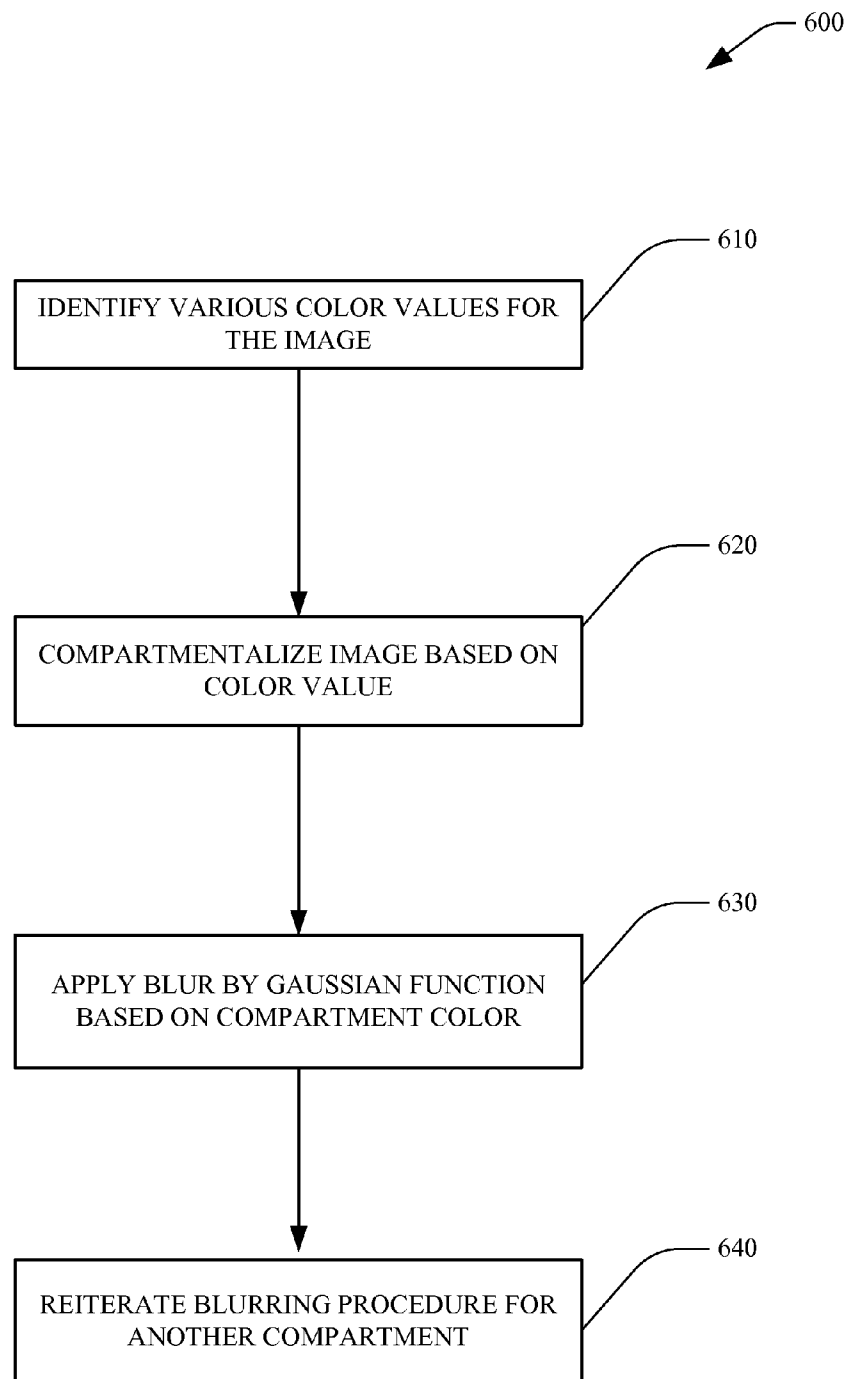 600
610
IDENTIFY VARIOUS COLOR VALUES FOR
THE IMAGE
620
COMPARTMENTALIZE IMAGE BASED ON
COLOR VALUE
630
APPLY BLUR BY GAUSSIAN FUNCTION
BASED ON COMPARTMENT COLOR
640
REITERATE BLURRING PROCEDURE FOR
ANOTHER COMPARTMENT